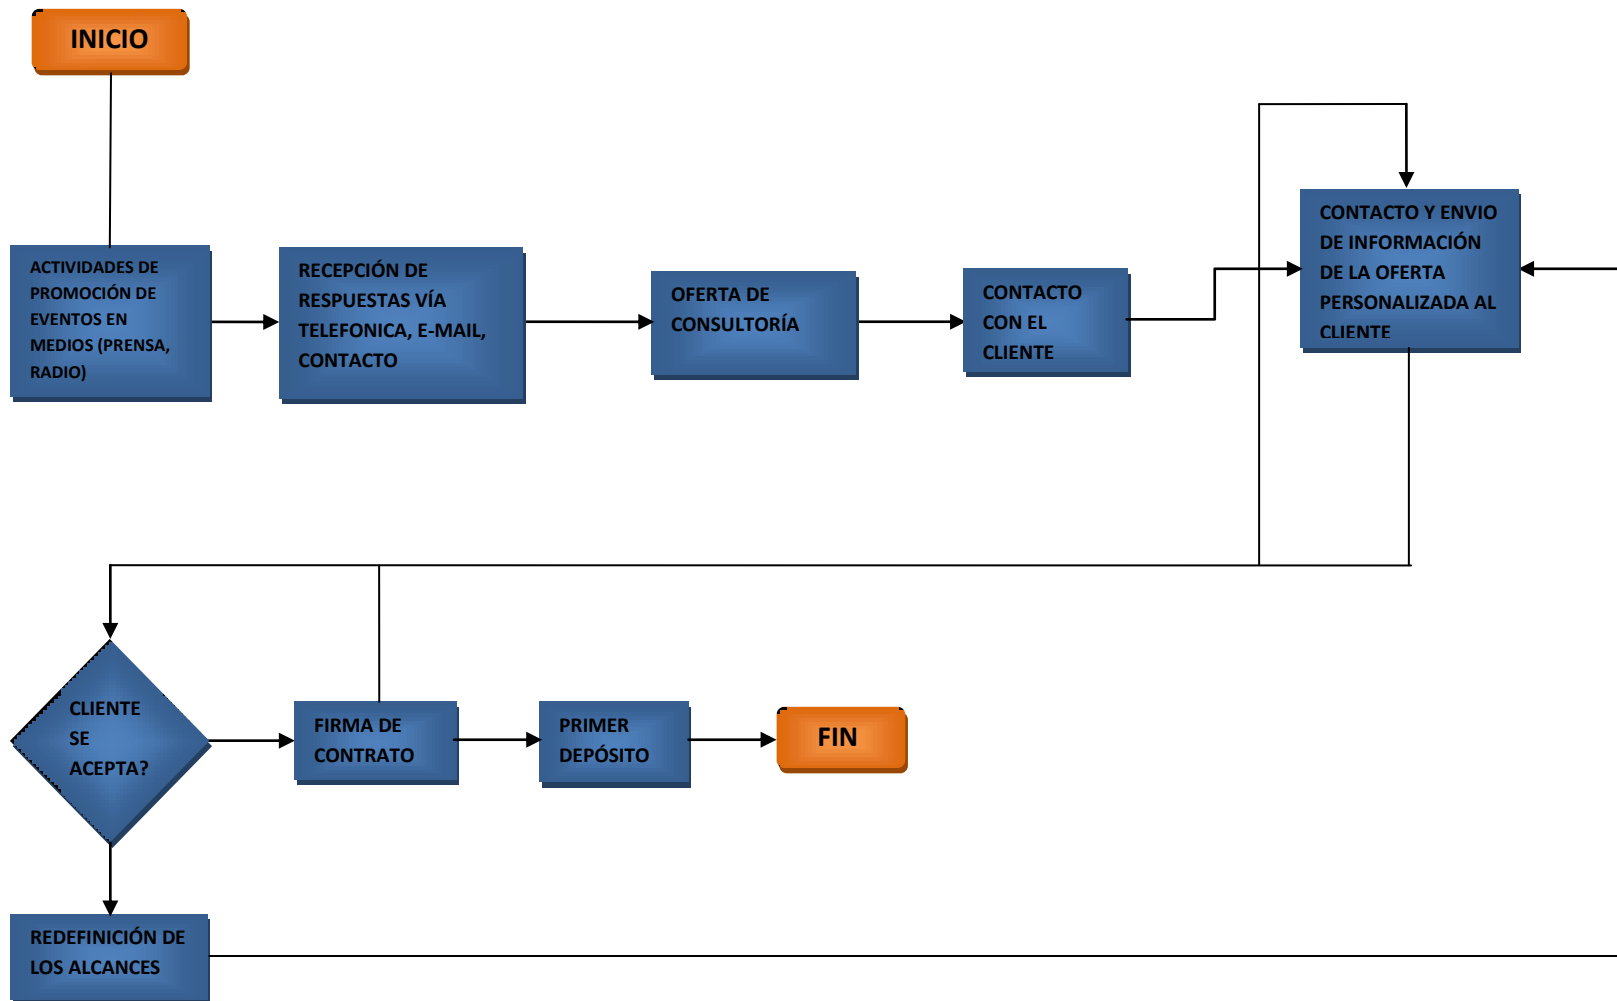 INICIO
ACTIVIDADES DE
PROMOCIÓN DE
EVENTOS EN
MEDIOS (PRENSA,
RADIO)
RECEPCIÓN DE
RESPUESTAS VÍA
TELEFONICA, E-MAIL,
CONTACTO
OFERTA DE
CONSULTORÍA
CONTACTO
CON EL
CLIENTE
CONTACTO Y ENVIO
DE INFORMACIÓN
DE LA OFERTA
PERSONALIZADA AL
CLIENTE
CLIENTE
SE
ACEPTA?
FIRMA DE
CONTRATO
PRIMER
DEPÓSITO
FIN
REDEFINICIÓN DE
LOS ALCANCES